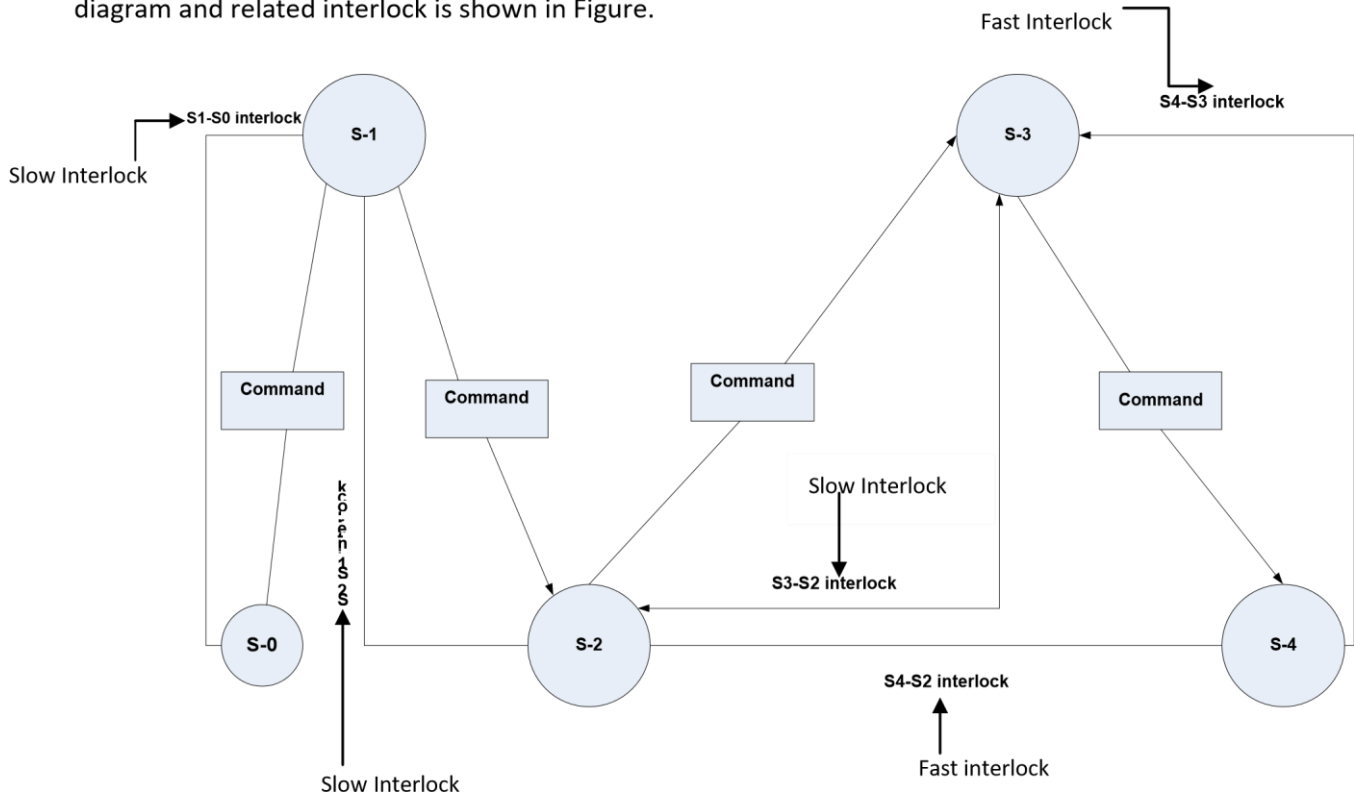 diagram and related interlock is shown in Figure.
Fast Interlock
S4-S3 interlock
S1-S0 interlock
S-1
S-3
Slow Interlock
Command
Command
Command
Command
Slow Interlock
S3-S2 interlock
S-0
S-2
S-4
S4-S2 interlock
Fast interlock
Slow Interlock